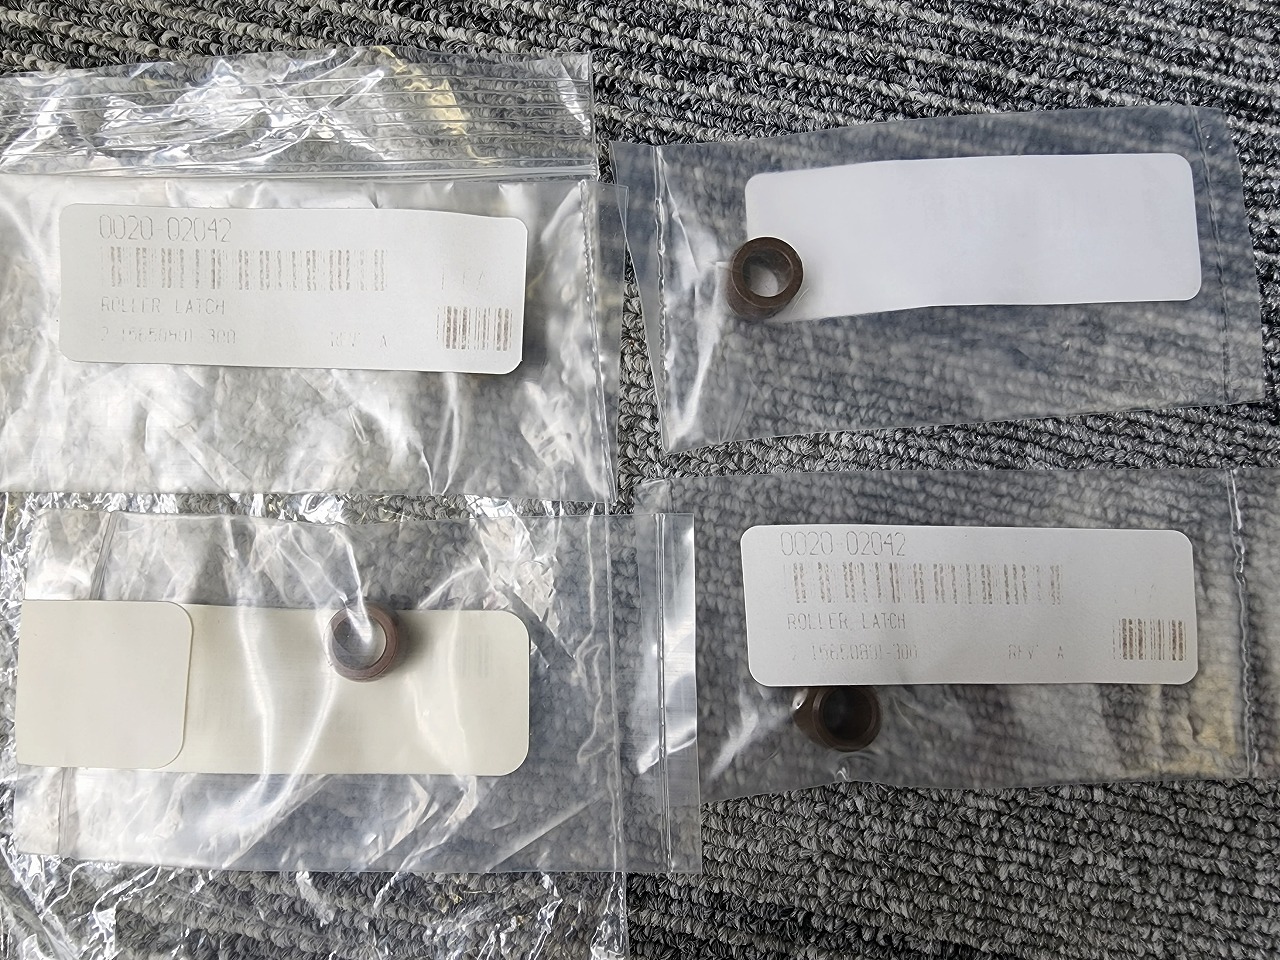 0020-02042
ROLLER LATCH
REV A
0020-02042
ROLLER LATCH
REV A